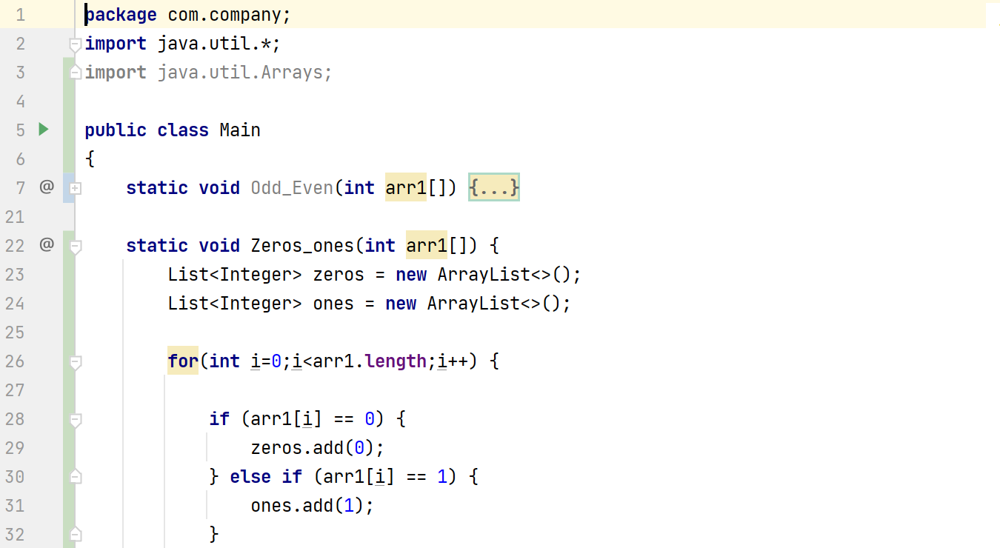 1 package com.company;
2 import java.util.*;
3 import java.util.Arrays;
4
5 public class Main
6 {
7 @ static void Odd_Even(int arr1[]) {...}
21
22 @ static void Zeros_ones(int arr1[]) {
23 List<Integer> zeros = new ArrayList<>();
24 List<Integer> ones = new ArrayList<>();
25
26 for(int i=0;i<arr1.length;i++) {
27
28 if (arr1[i] == 0) {
29 zeros.add(0);
30 } else if (arr1[i] == 1) {
31 ones.add(1);
32 }